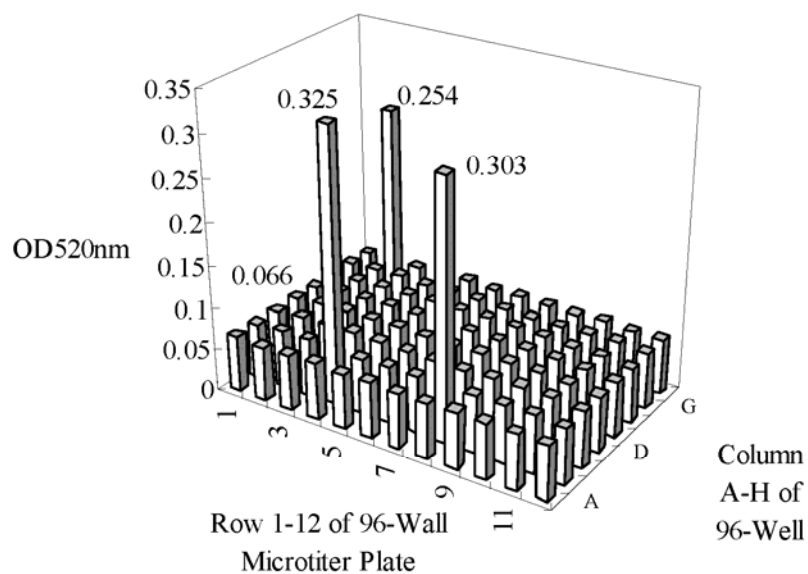 0.35
0.3
0.25
0.2
0.15
0.1
0.05
0
OD520nm
0.325
0.254
0.303
0.066
1
3
5
7
9
11
A
D
G
Row 1-12 of 96-Wall
Microtiter Plate
Column
A-H of
96-Well